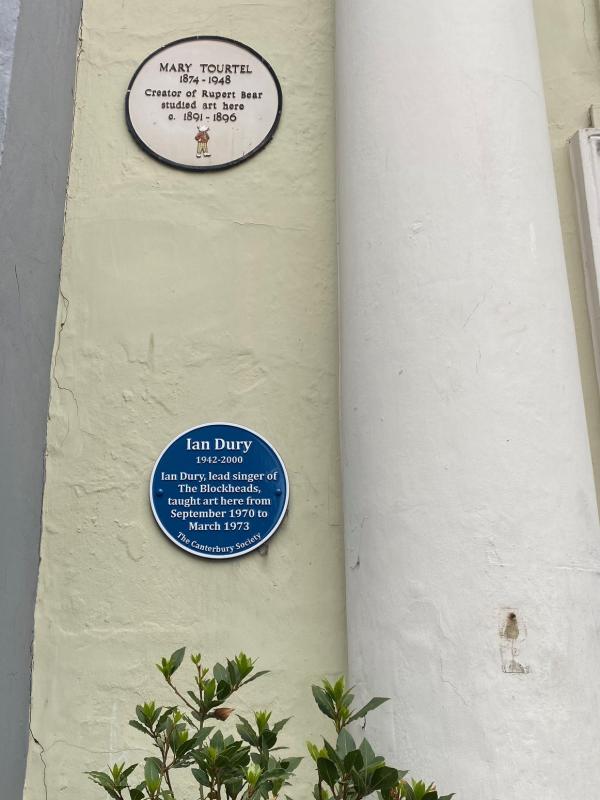 MARY TOURTEL
1874 - 1948
Creator of Rupert Bear
studied art here
c. 1891 - 1896
Ian Dury
1942-2000
Ian Dury, lead singer of
The Blockheads,
taught art here from
September 1970 to
March 1973
The Canterbury Society